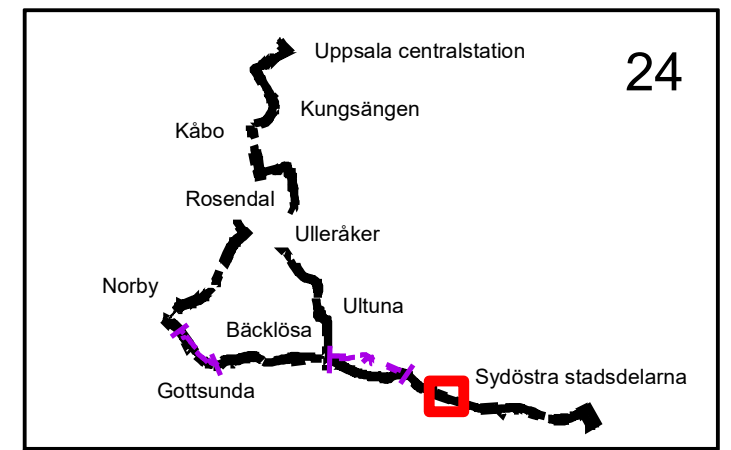 Uppsala centralstation
24
Kungsängen
Kåbo
Rosendal
Ulleråker
Norby
Ultuna
Bäcklösa
Sydöstra stadsdelarna
Gottsunda